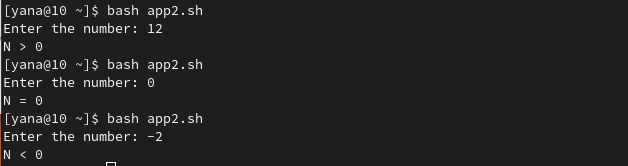 [yana@10 ~]$ bash app2.sh
Enter the number: 12
N > 0
[yana@10 ~]$ bash app2.sh
Enter the number: 0
N = 0
[yana@10 ~]$ bash app2.sh
Enter the number: -2
N < 0